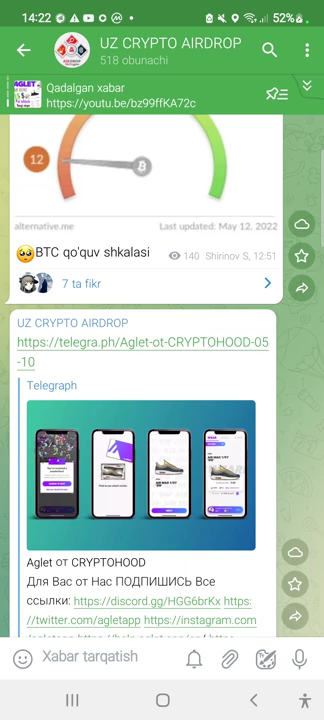 14:22
52%
UZ CRYPTO AIRDROP
518 obunachi
Qadalgan xabar
https://youtu.be/bz99ffKA72c
12
alternative.me
Last updated: May 12, 2022
BTC qo'quv shkalasi
140 Shirinov S, 12:51
7 ta fikr
UZ CRYPTO AIRDROP
https://telegra.ph/Aglet-ot-CRYPTOHOOD-05
-10
Telegraph
Aglet от CRYPTOHOOD
Для Вас от Нас ПОДПИШИСЬ Все
ссылки: https://discord.gg/HGG6brKx https:
//twitter.com/agletapp https://instagram.com
Xabar tarqatish